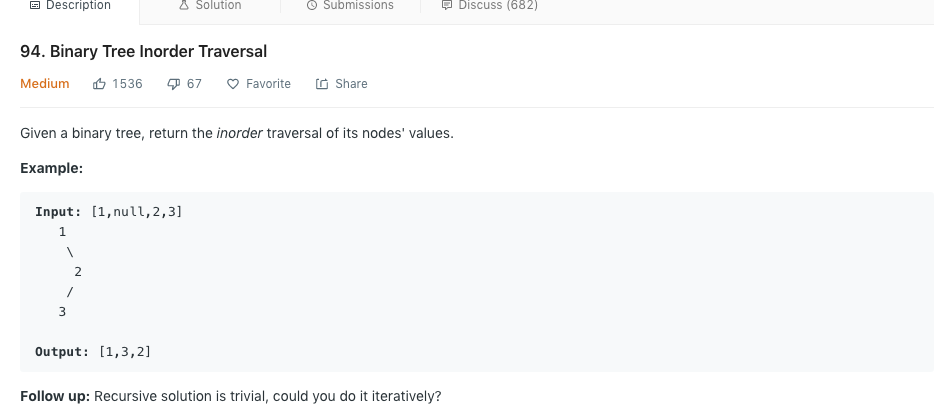 Description Solution Submissions Discuss (682)
94. Binary Tree Inorder Traversal
Medium 1536 67 Favorite Share
Given a binary tree, return the inorder traversal of its nodes' values.
Example:
Input: [1,null,2,3]
   1
    \
     2
    /
   3
Output: [1,3,2]
Follow up: Recursive solution is trivial, could you do it iteratively?